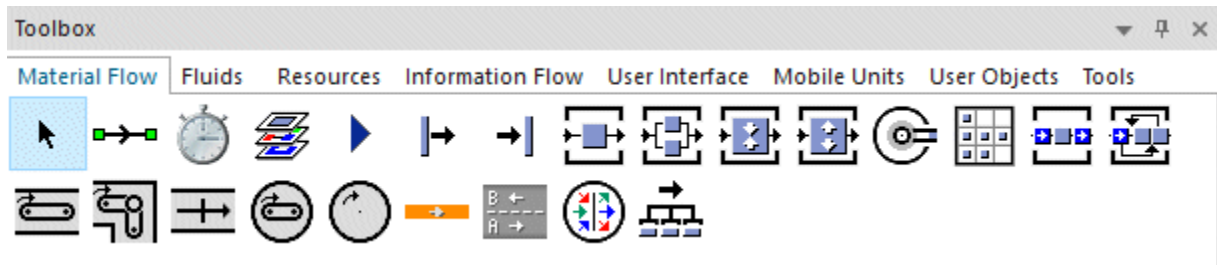 Toolbox
Material Flow Fluids Resources Information Flow User Interface Mobile Units User Objects Tools
B
A